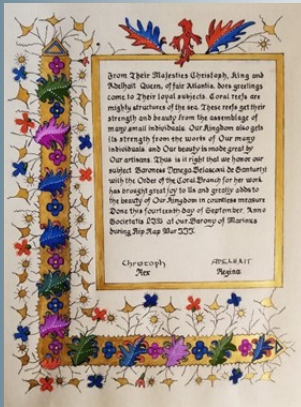 From Their Majesties Christoph, King and
Adelhait Queen, of fair Atlantia, does greetings
come to Their loyal subjects. Coral reefs are
mighty structures of the sea. These reefs get their
strength and beauty from the assemblage of
many small individuals. Our Kingdom also gets
its strength from the works of Our many
individuals and Our beauty is made great by
Our artisans. Thus is it right that we honor our
subject Baroness Denega Belasconi de Santurtzi
with the Order of the Coral Branch for her work
has brought great joy to Us and greatly adds to
the beauty of Our Kingdom in countless measure
Done this fourteenth day of September, Anno
Societatis at our Barony of Marinus
during War
Christoph
Rex
ADELHAIT
Regina